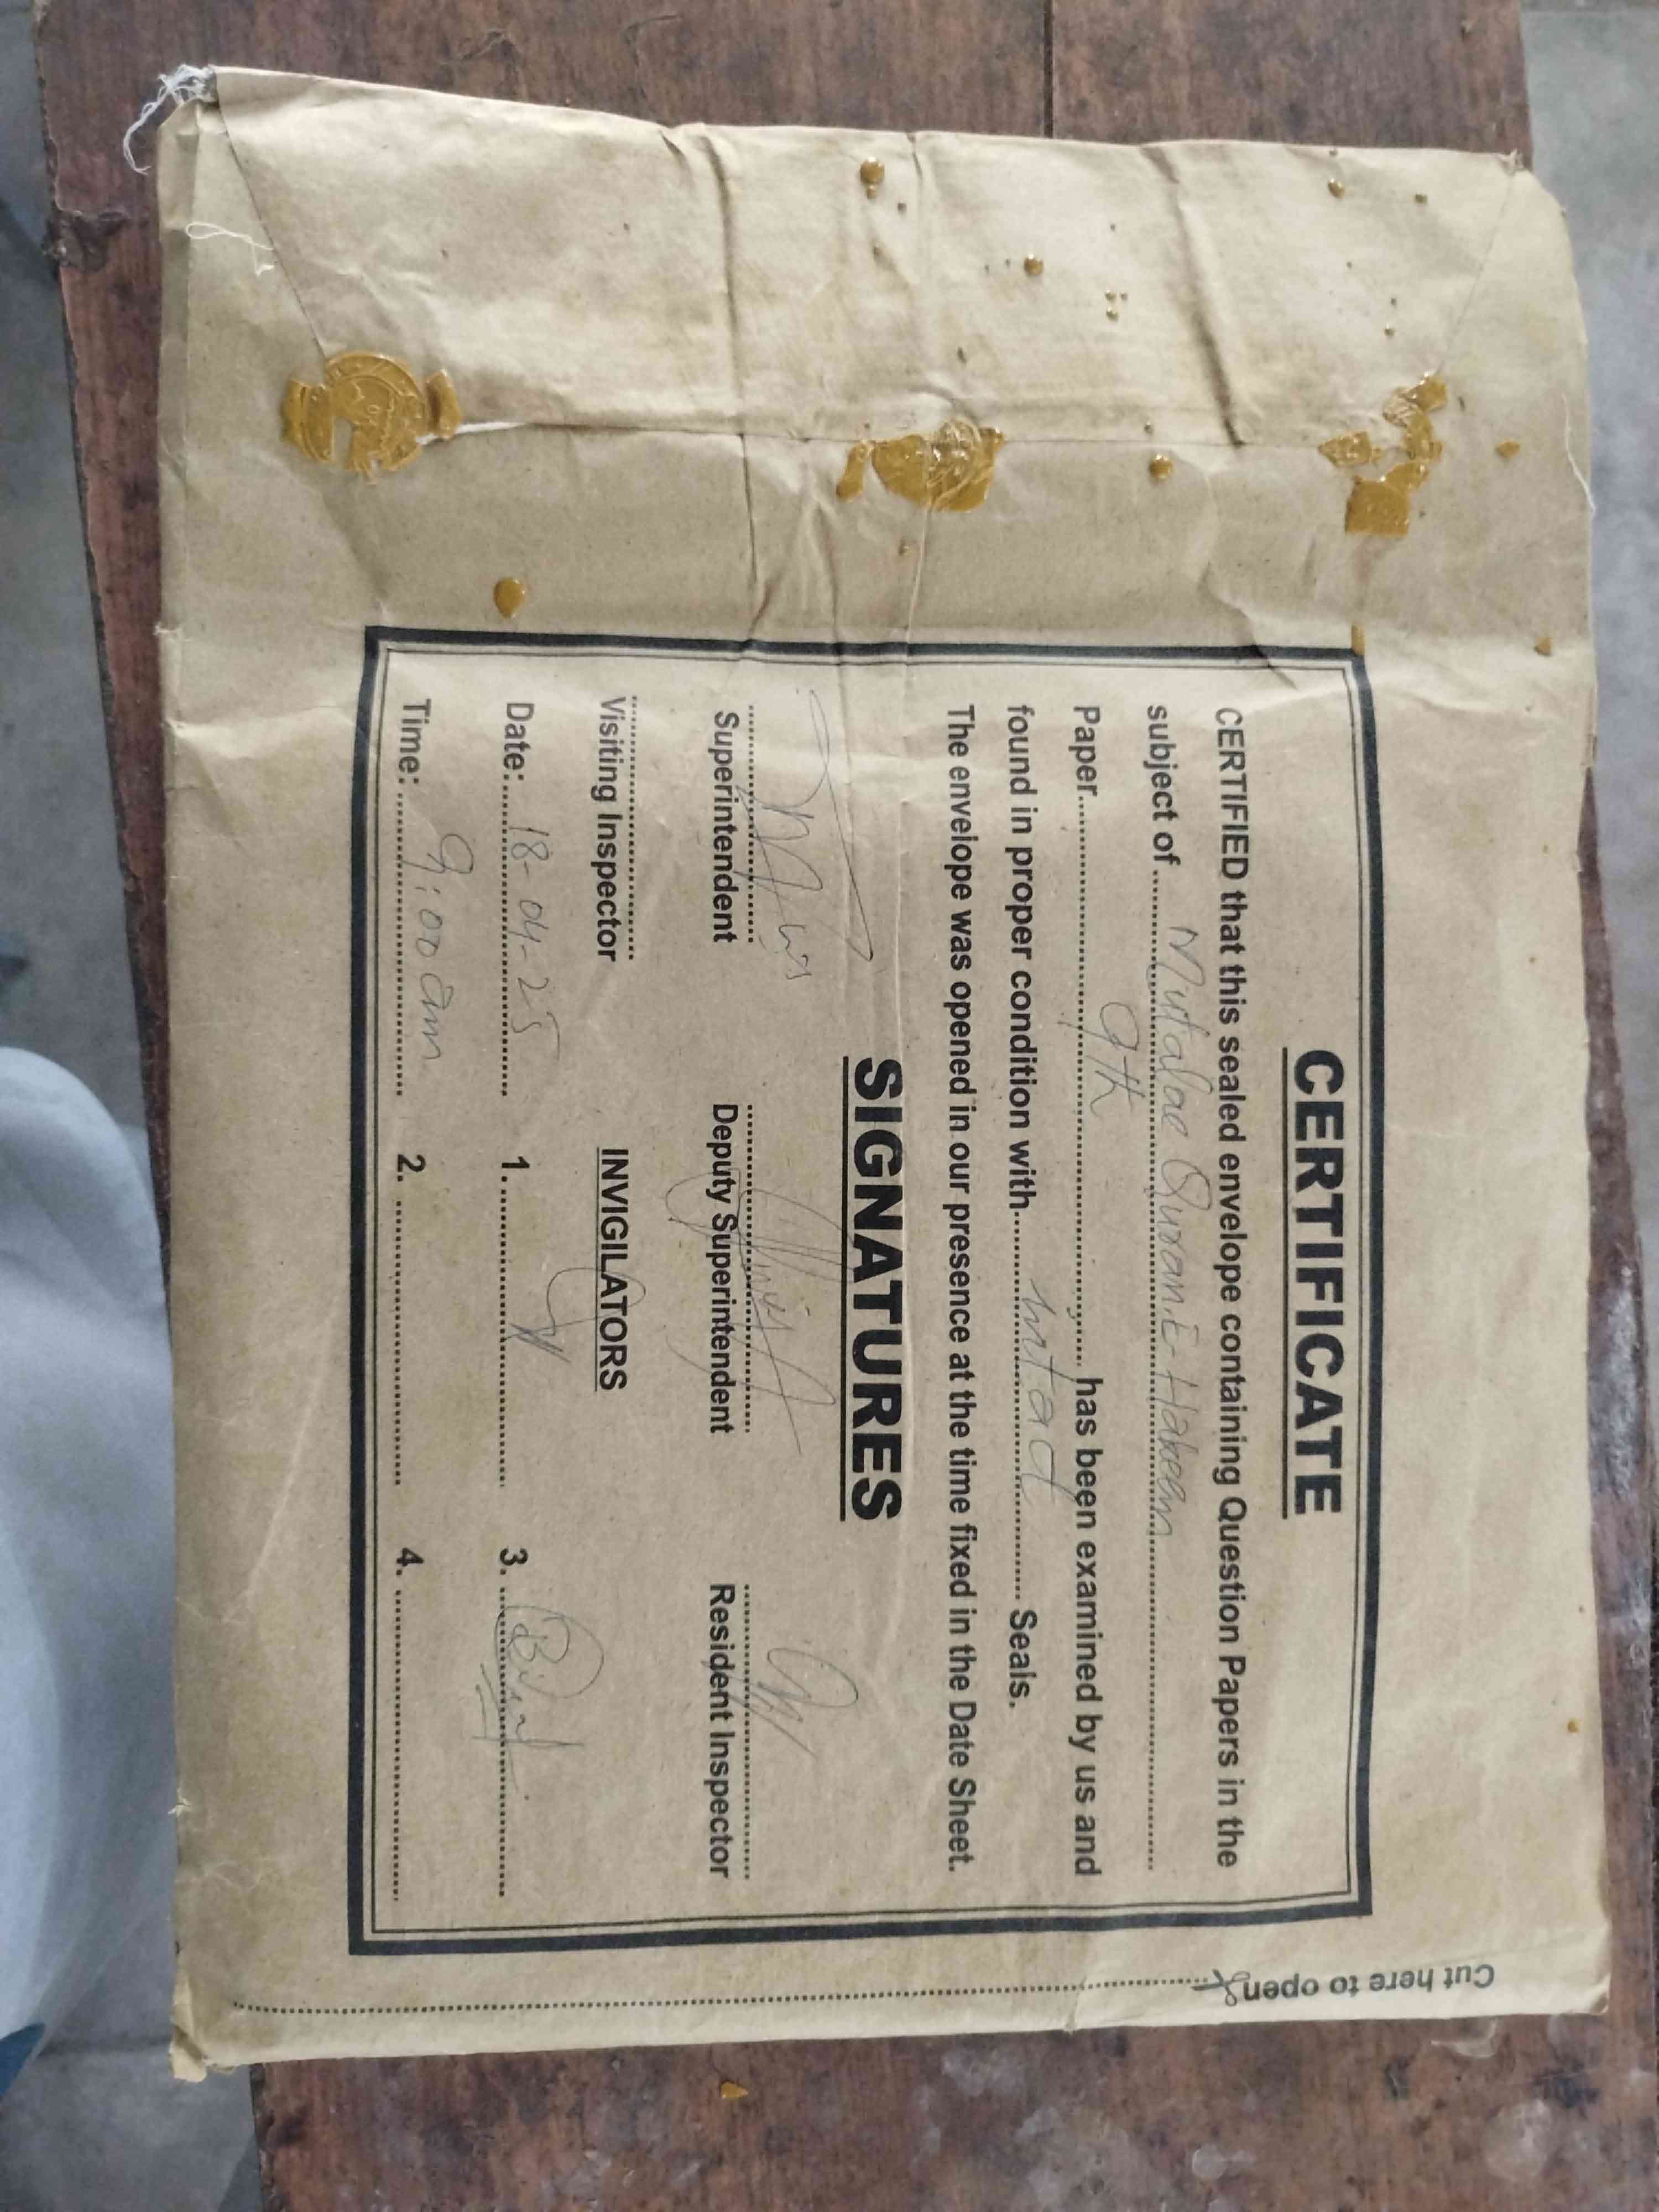 CERTIFICATE
CERTIFIED that this sealed envelope containing Question Papers in the
subject of ........ Mutalae Quran-E-Hakeem ........
Paper........ 9th ........ has been examined by us and
found in proper condition with........ intact ........ Seals.
The envelope was opened in our presence at the time fixed in the Date Sheet.
SIGNATURES
Superintendent Deputy Superintendent Resident Inspector
Visiting Inspector INVIGILATORS
Date: 18-04-25 1. ........ 3. Bilal
Time: 9:00 am 2. ........ 4. ........
Cut here to open